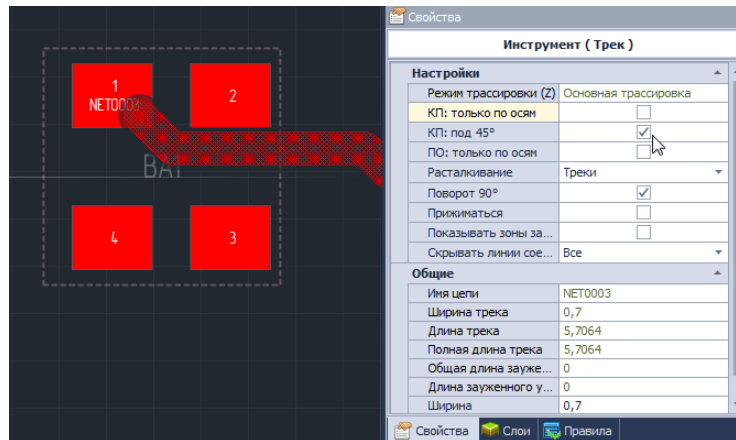 1
NET0003
2
BA1
4
3
Свойства
Инструмент ( Трек )
Настройки
Режим трассировки (Z) Основная трассировка
КП: только по осям
КП: под 45°
ПО: только по осям
Расталкивание Треки
Поворот 90°
Прижиматься
Показывать зоны за...
Скрывать линии сое... Все
Общие
Имя цепи NET0003
Ширина трека 0,7
Длина трека 5,7064
Полная длина трека 5,7064
Общая длина зауже... 0
Длина зауженного у... 0
Ширина 0,7
Свойства Слои Правила